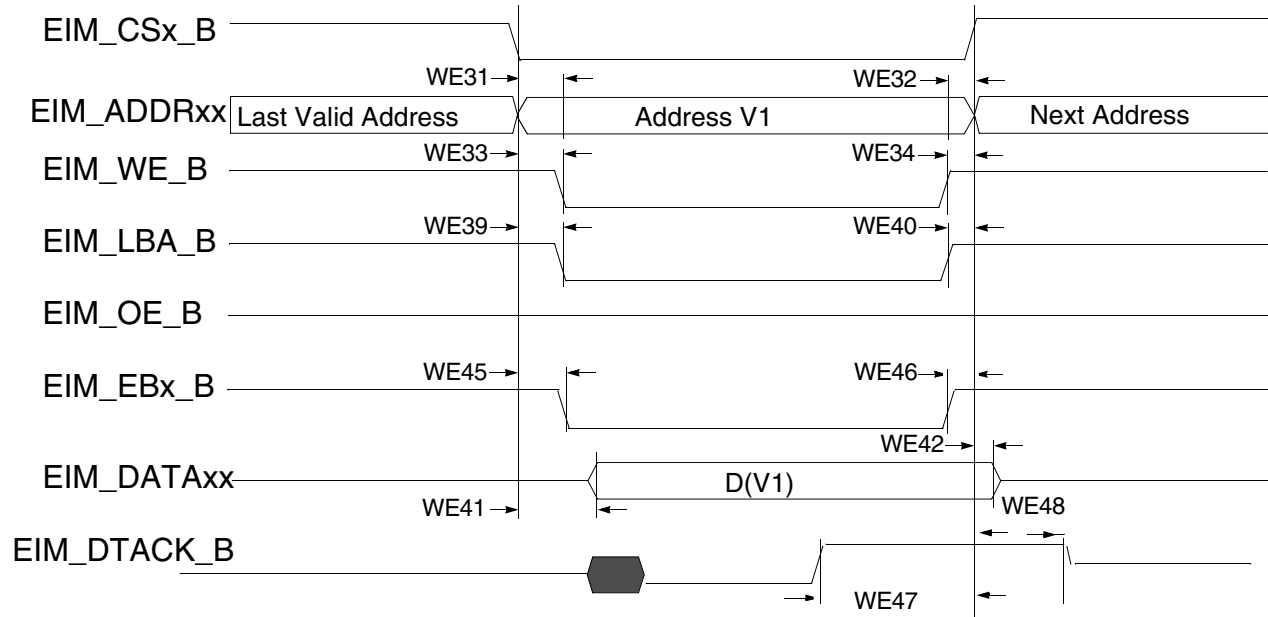 EIM_CSx_B
WE31
WE32
EIM_ADDRxx
Last Valid Address
Address V1
Next Address
WE33
WE34
EIM_WE_B
WE39
WE40
EIM_LBA_B
EIM_OE_B
WE45
WE46
EIM_EBx_B
WE42
EIM_DATAxx
D(V1)
WE41
WE48
EIM_DTACK_B
WE47